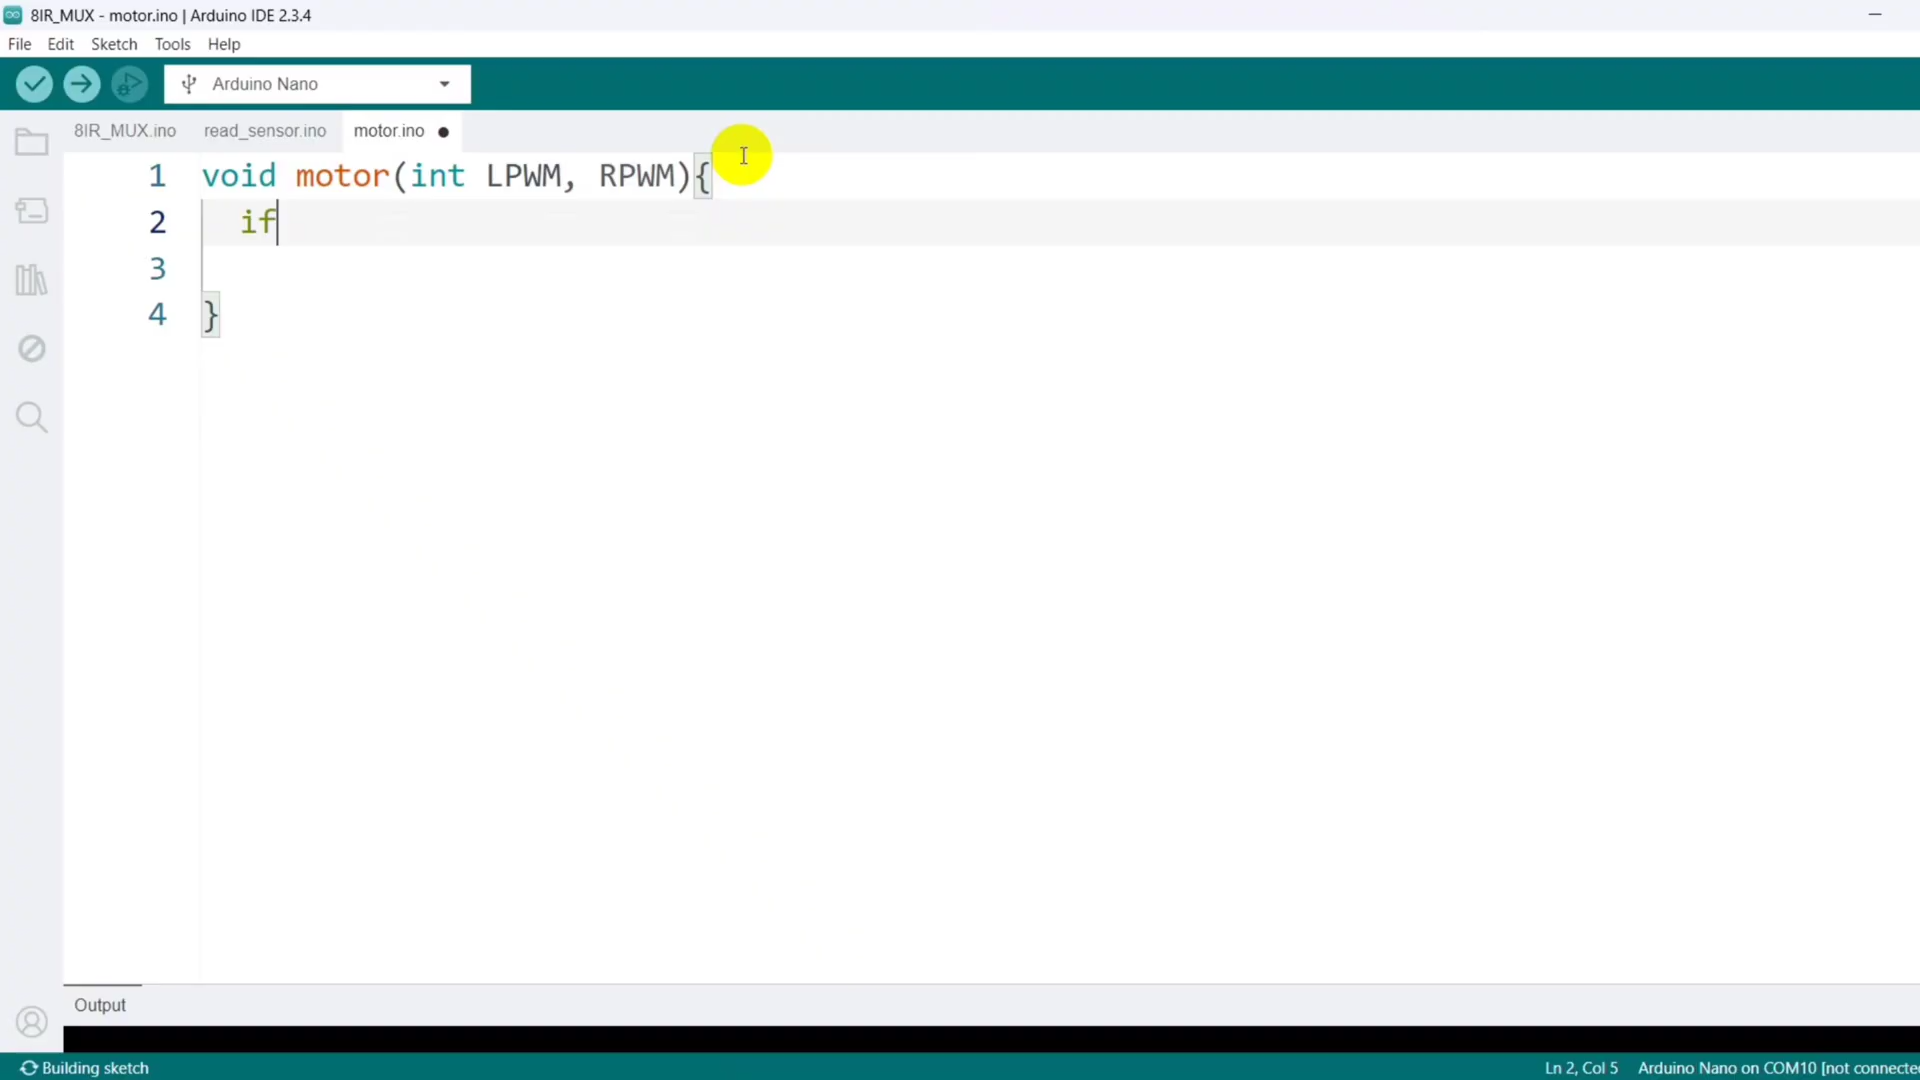 8IR_MUX - motor.ino | Arduino IDE 2.3.4
File Edit Sketch Tools Help
Arduino Nano
8IR_MUX.ino read_sensor.ino motor.ino
1 void motor(int LPWM, RPWM){
2 if
3
4 }
Output
Building sketch Ln 2, Col 5 Arduino Nano on COM10 [not connected